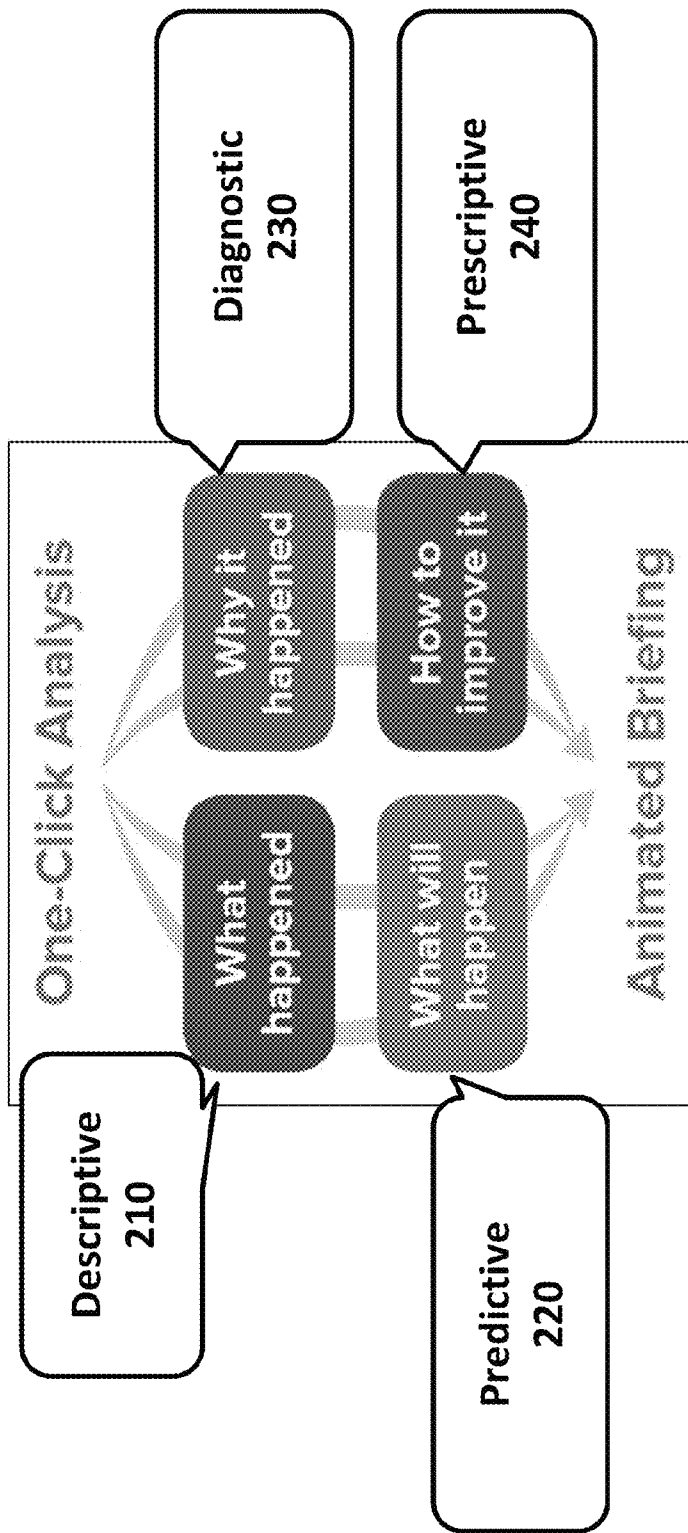 One-Click Analysis
Descriptive
210
Diagnostic
230
What
happened
Why it
happened
Predictive
220
What will
happen
How to
improve it
Prescriptive
240
Animated Briefing